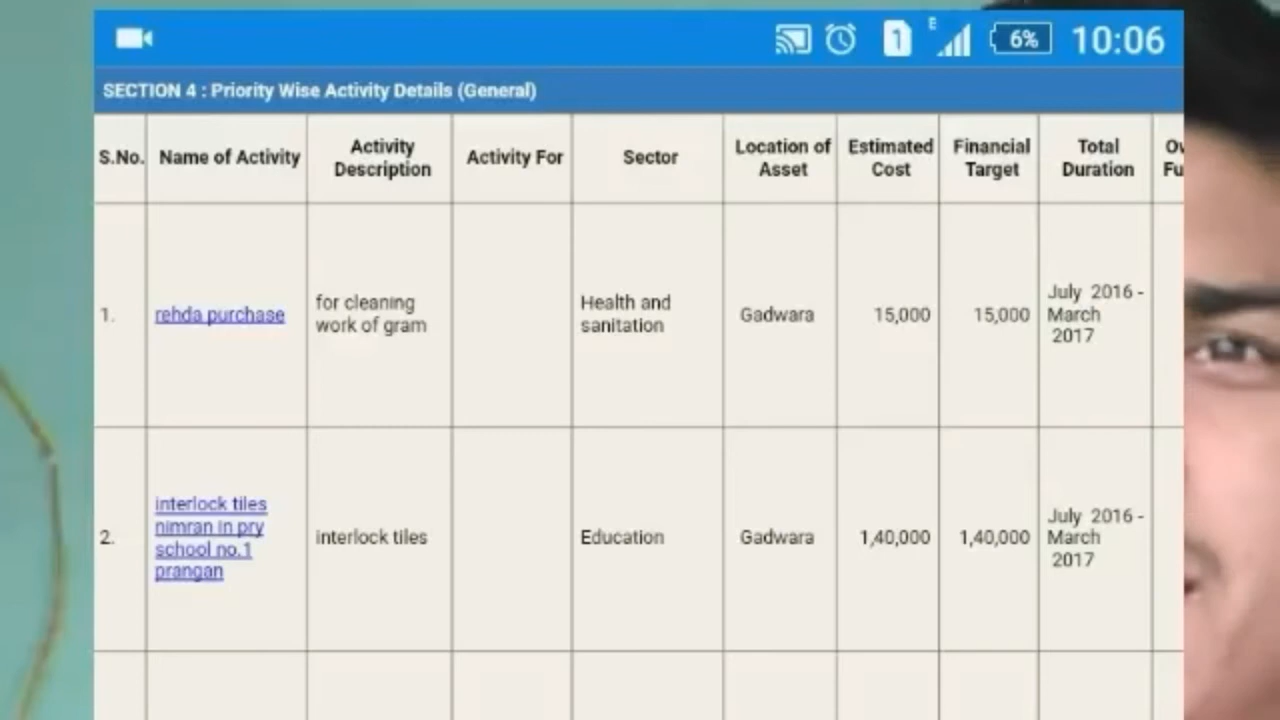 1 E 6% 10:06
SECTION 4 : Priority Wise Activity Details (General)
S.No. Name of Activity Activity Description Activity For Sector Location of Asset Estimated Cost Financial Target Total Duration
1. rehda purchase for cleaning work of gram Health and sanitation Gadwara 15,000 15,000 July 2016 - March 2017
2. interlock tiles nimran in pry school no.1 prangan interlock tiles Education Gadwara 1,40,000 1,40,000 July 2016 - March 2017